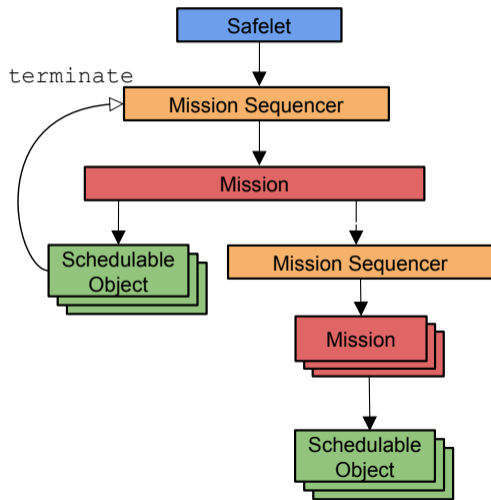 Safelet
terminate
Mission Sequencer
Mission
Schedulable
Object
Mission Sequencer
Mission
Schedulable
Object